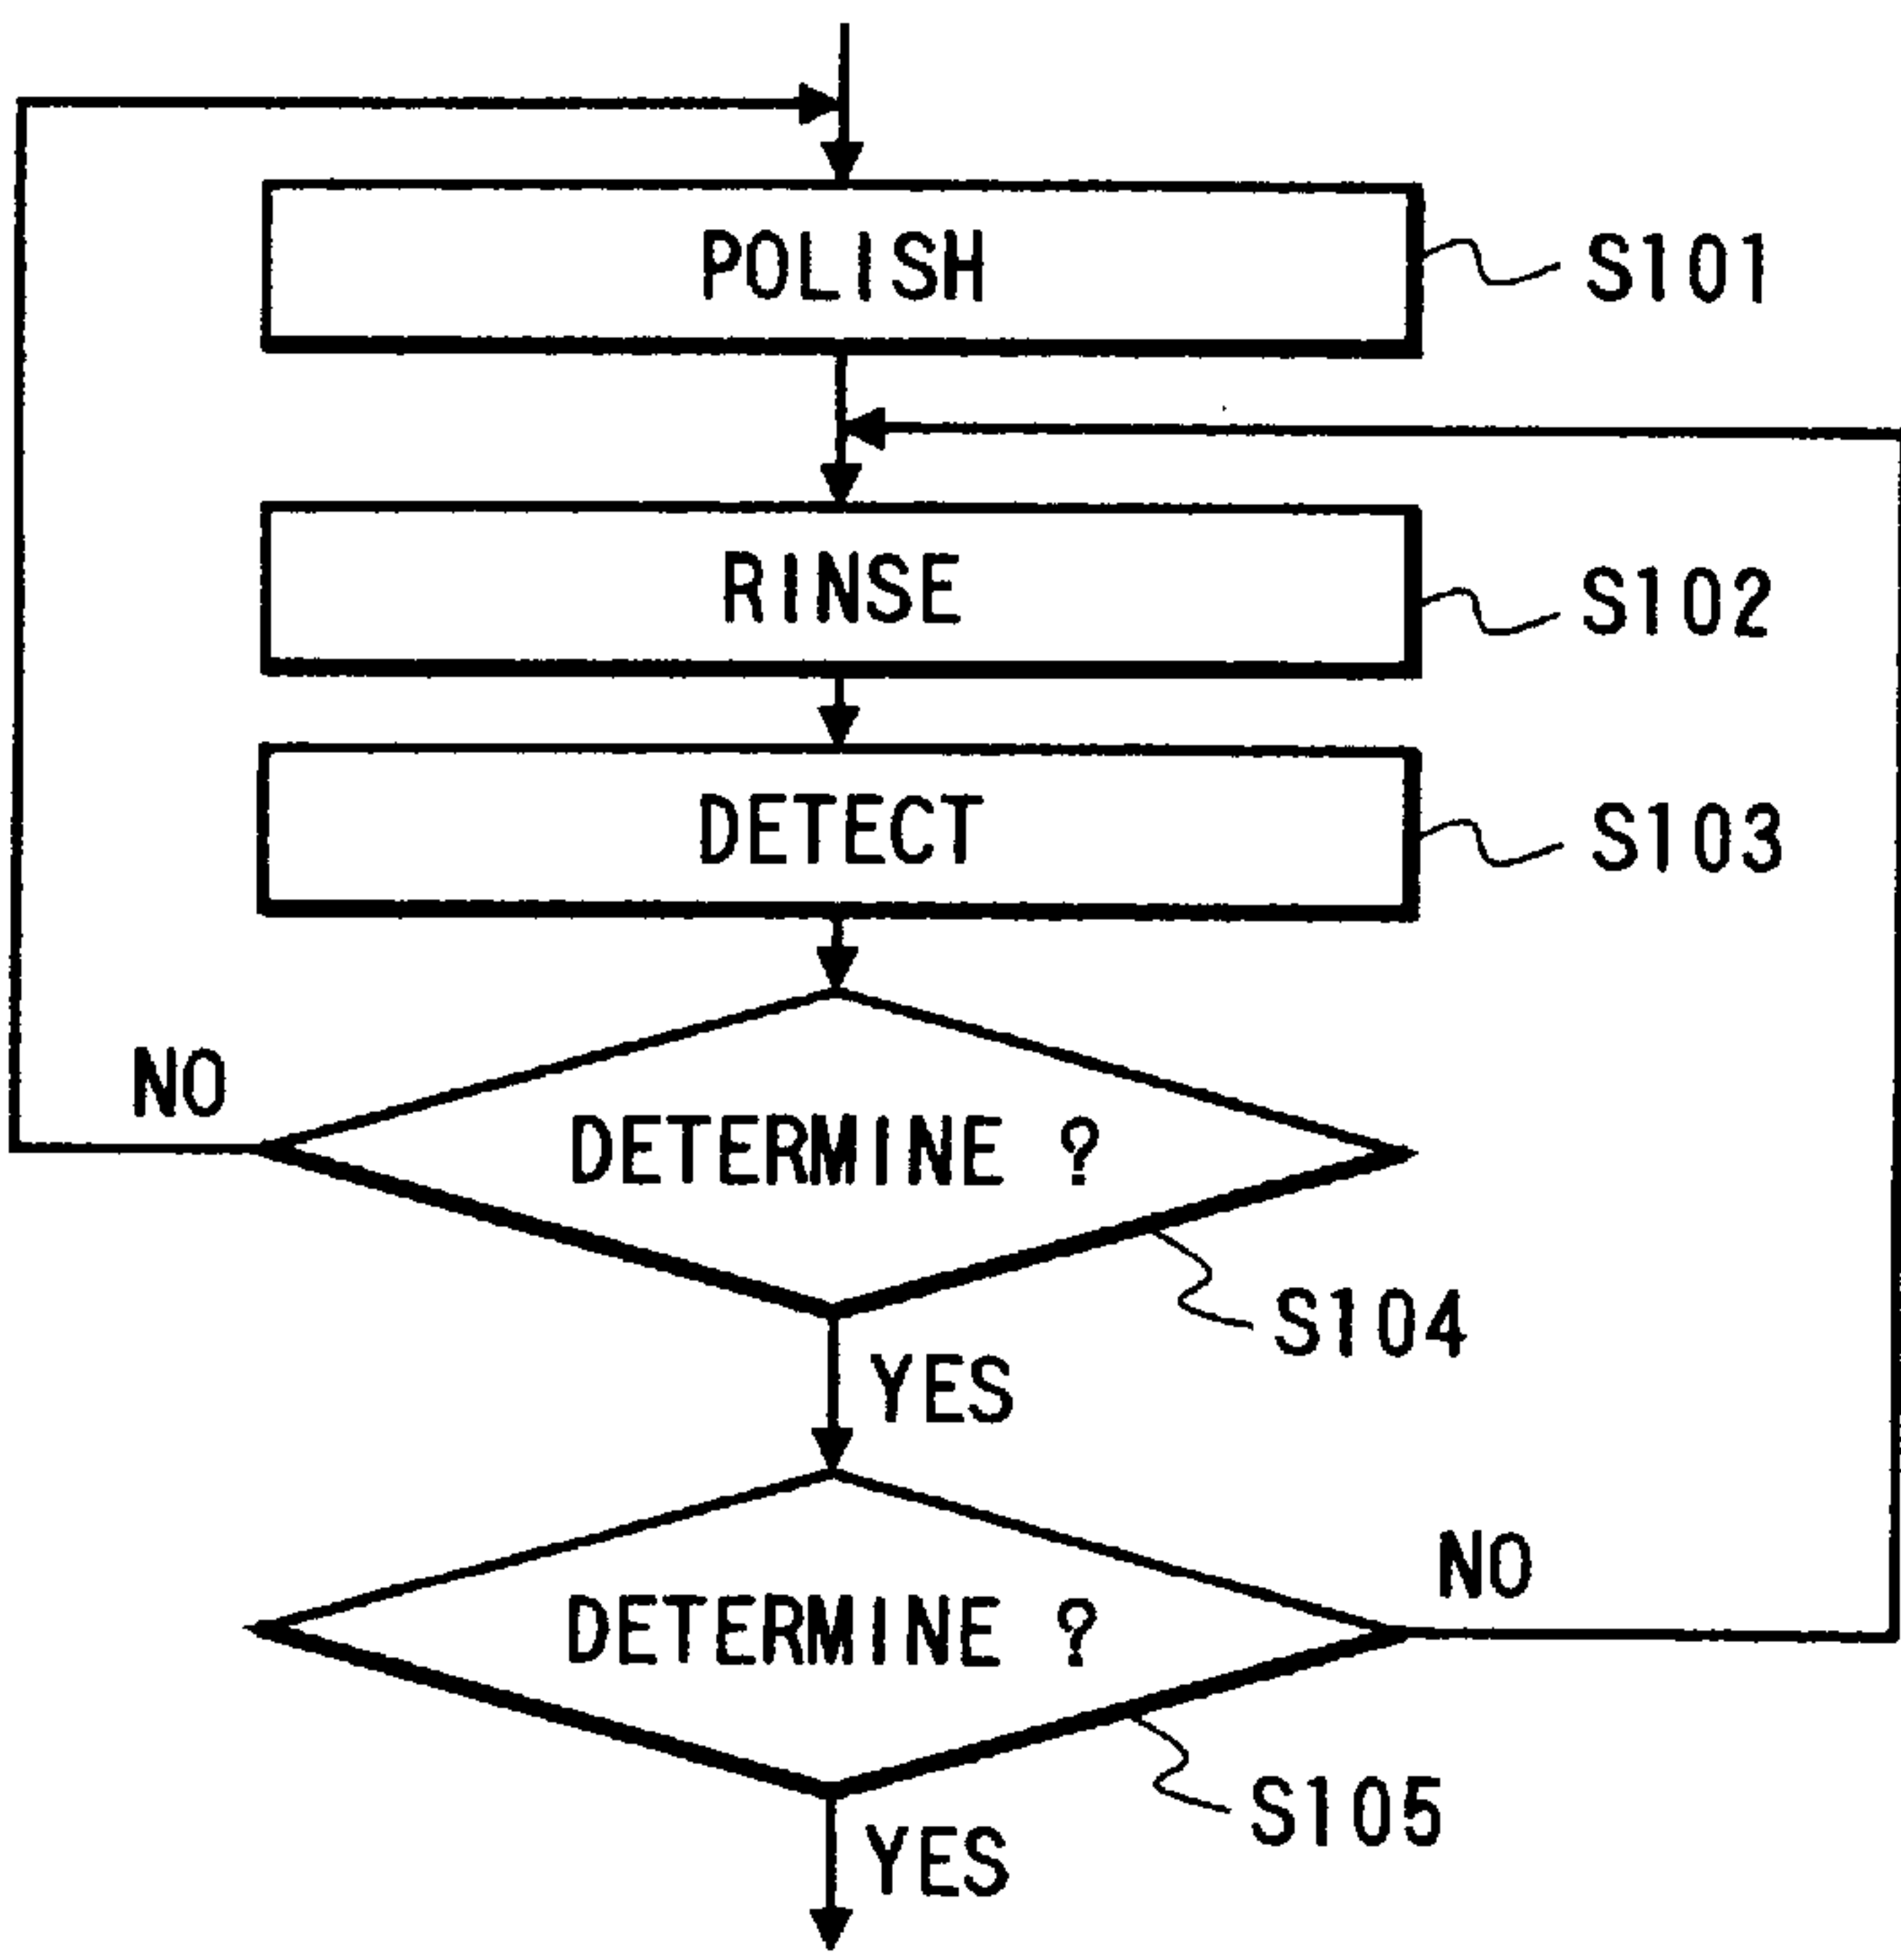 POLISH
S101
RINSE
S102
DETECT
S103
NO
DETERMINE ?
S104
YES
NO
DETERMINE ?
S105
YES